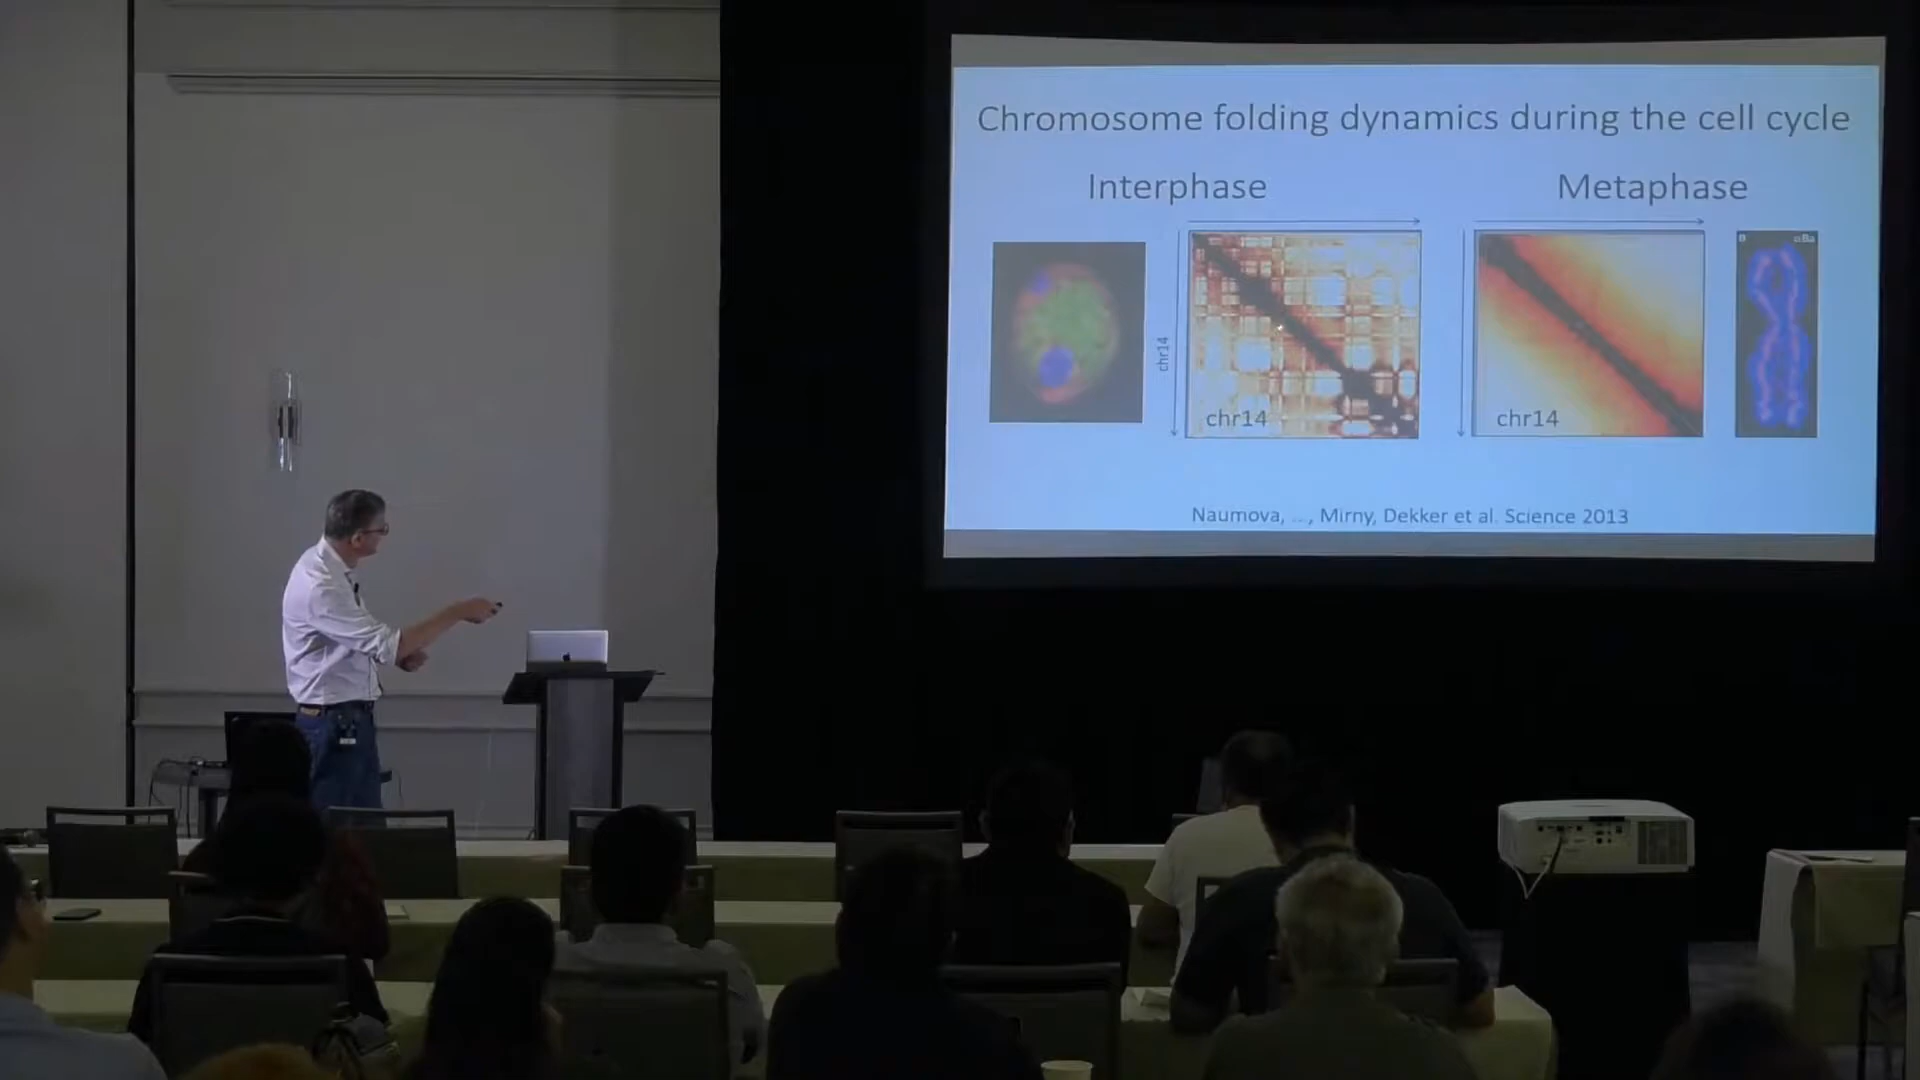 Chromosome folding dynamics during the cell cycle
Interphase
Metaphase
chr14
chr14
chr14
Naumova, ..., Mirny, Dekker et al. Science 2013